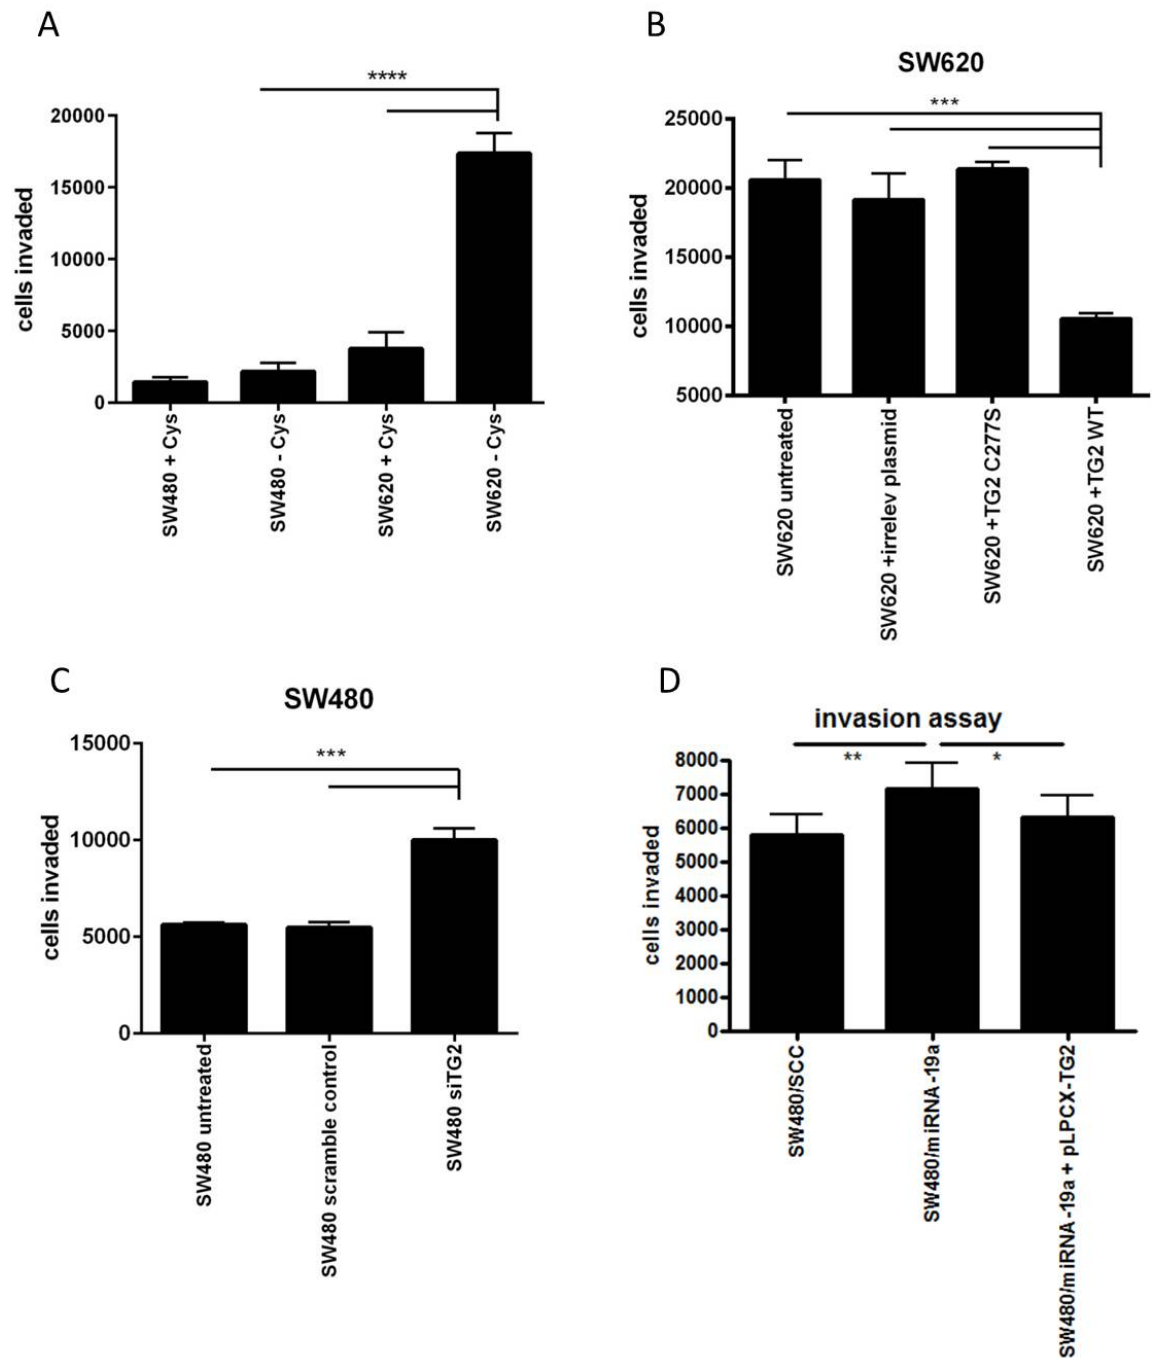 A
****
20000
15000
10000
5000
0
cells invaded
SW480 + Cys
SW480 - Cys
SW620 + Cys
SW620 - Cys
B
SW620
***
25000
20000
15000
10000
5000
cells invaded
SW620 untreated
SW620 +irrelev plasmid
SW620 +TG2 C277S
SW620 +TG2 WT
C
SW480
***
15000
10000
5000
0
cells invaded
SW480 untreated
SW480 scramble control
SW480 siTG2
D
invasion assay
** *
8000
7000
6000
5000
4000
3000
2000
1000
0
cells invaded
SW480/SCC
SW480/miRNA-19a
SW480/miRNA-19a + pLPCX-TG2